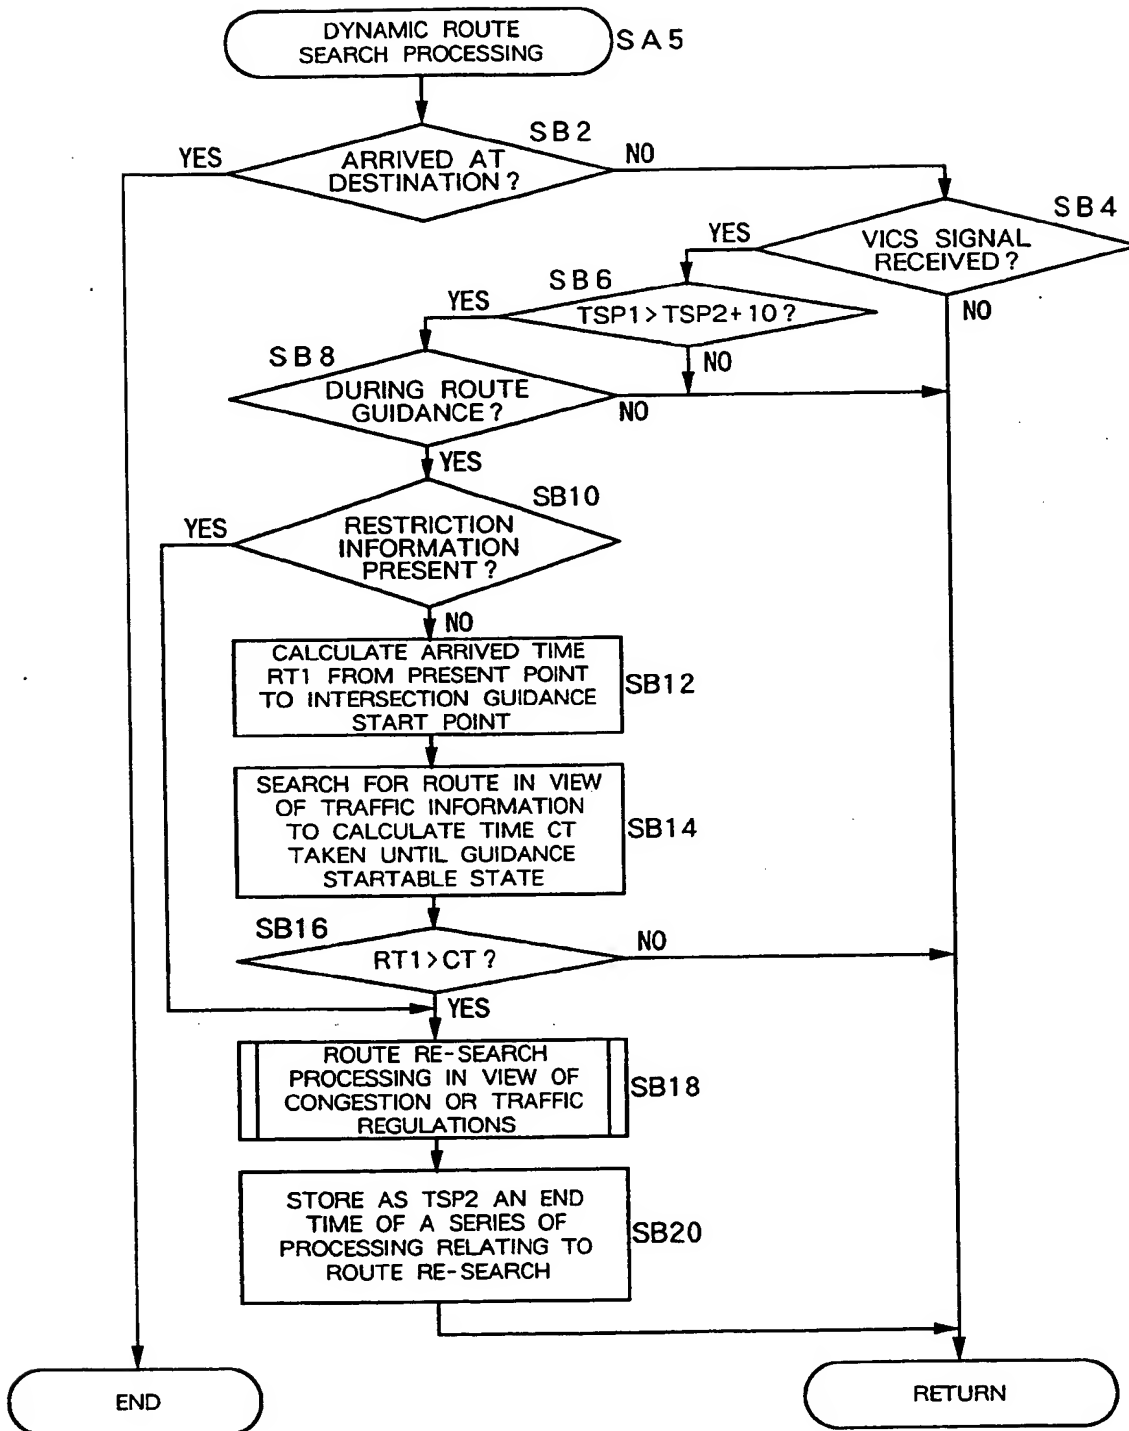 DYNAMIC ROUTE
SEARCH PROCESSING
SA5
SB2
YES
ARRIVED AT
DESTINATION?
NO
SB4
YES
VICS SIGNAL
RECEIVED?
SB6
YES
TSP1>TSP2+10?
NO
NO
SB8
DURING ROUTE
GUIDANCE?
NO
YES
SB10
YES
RESTRICTION
INFORMATION
PRESENT?
NO
CALCULATE ARRIVED TIME
RT1 FROM PRESENT POINT
TO INTERSECTION GUIDANCE
START POINT
SB12
SEARCH FOR ROUTE IN VIEW
OF TRAFFIC INFORMATION
TO CALCULATE TIME CT
TAKEN UNTIL GUIDANCE
STARTABLE STATE
SB14
SB16
RT1>CT?
NO
YES
ROUTE RE-SEARCH
PROCESSING IN VIEW OF
CONGESTION OR TRAFFIC
REGULATIONS
SB18
STORE AS TSP2 AN END
TIME OF A SERIES OF
PROCESSING RELATING TO
ROUTE RE-SEARCH
SB20
END
RETURN